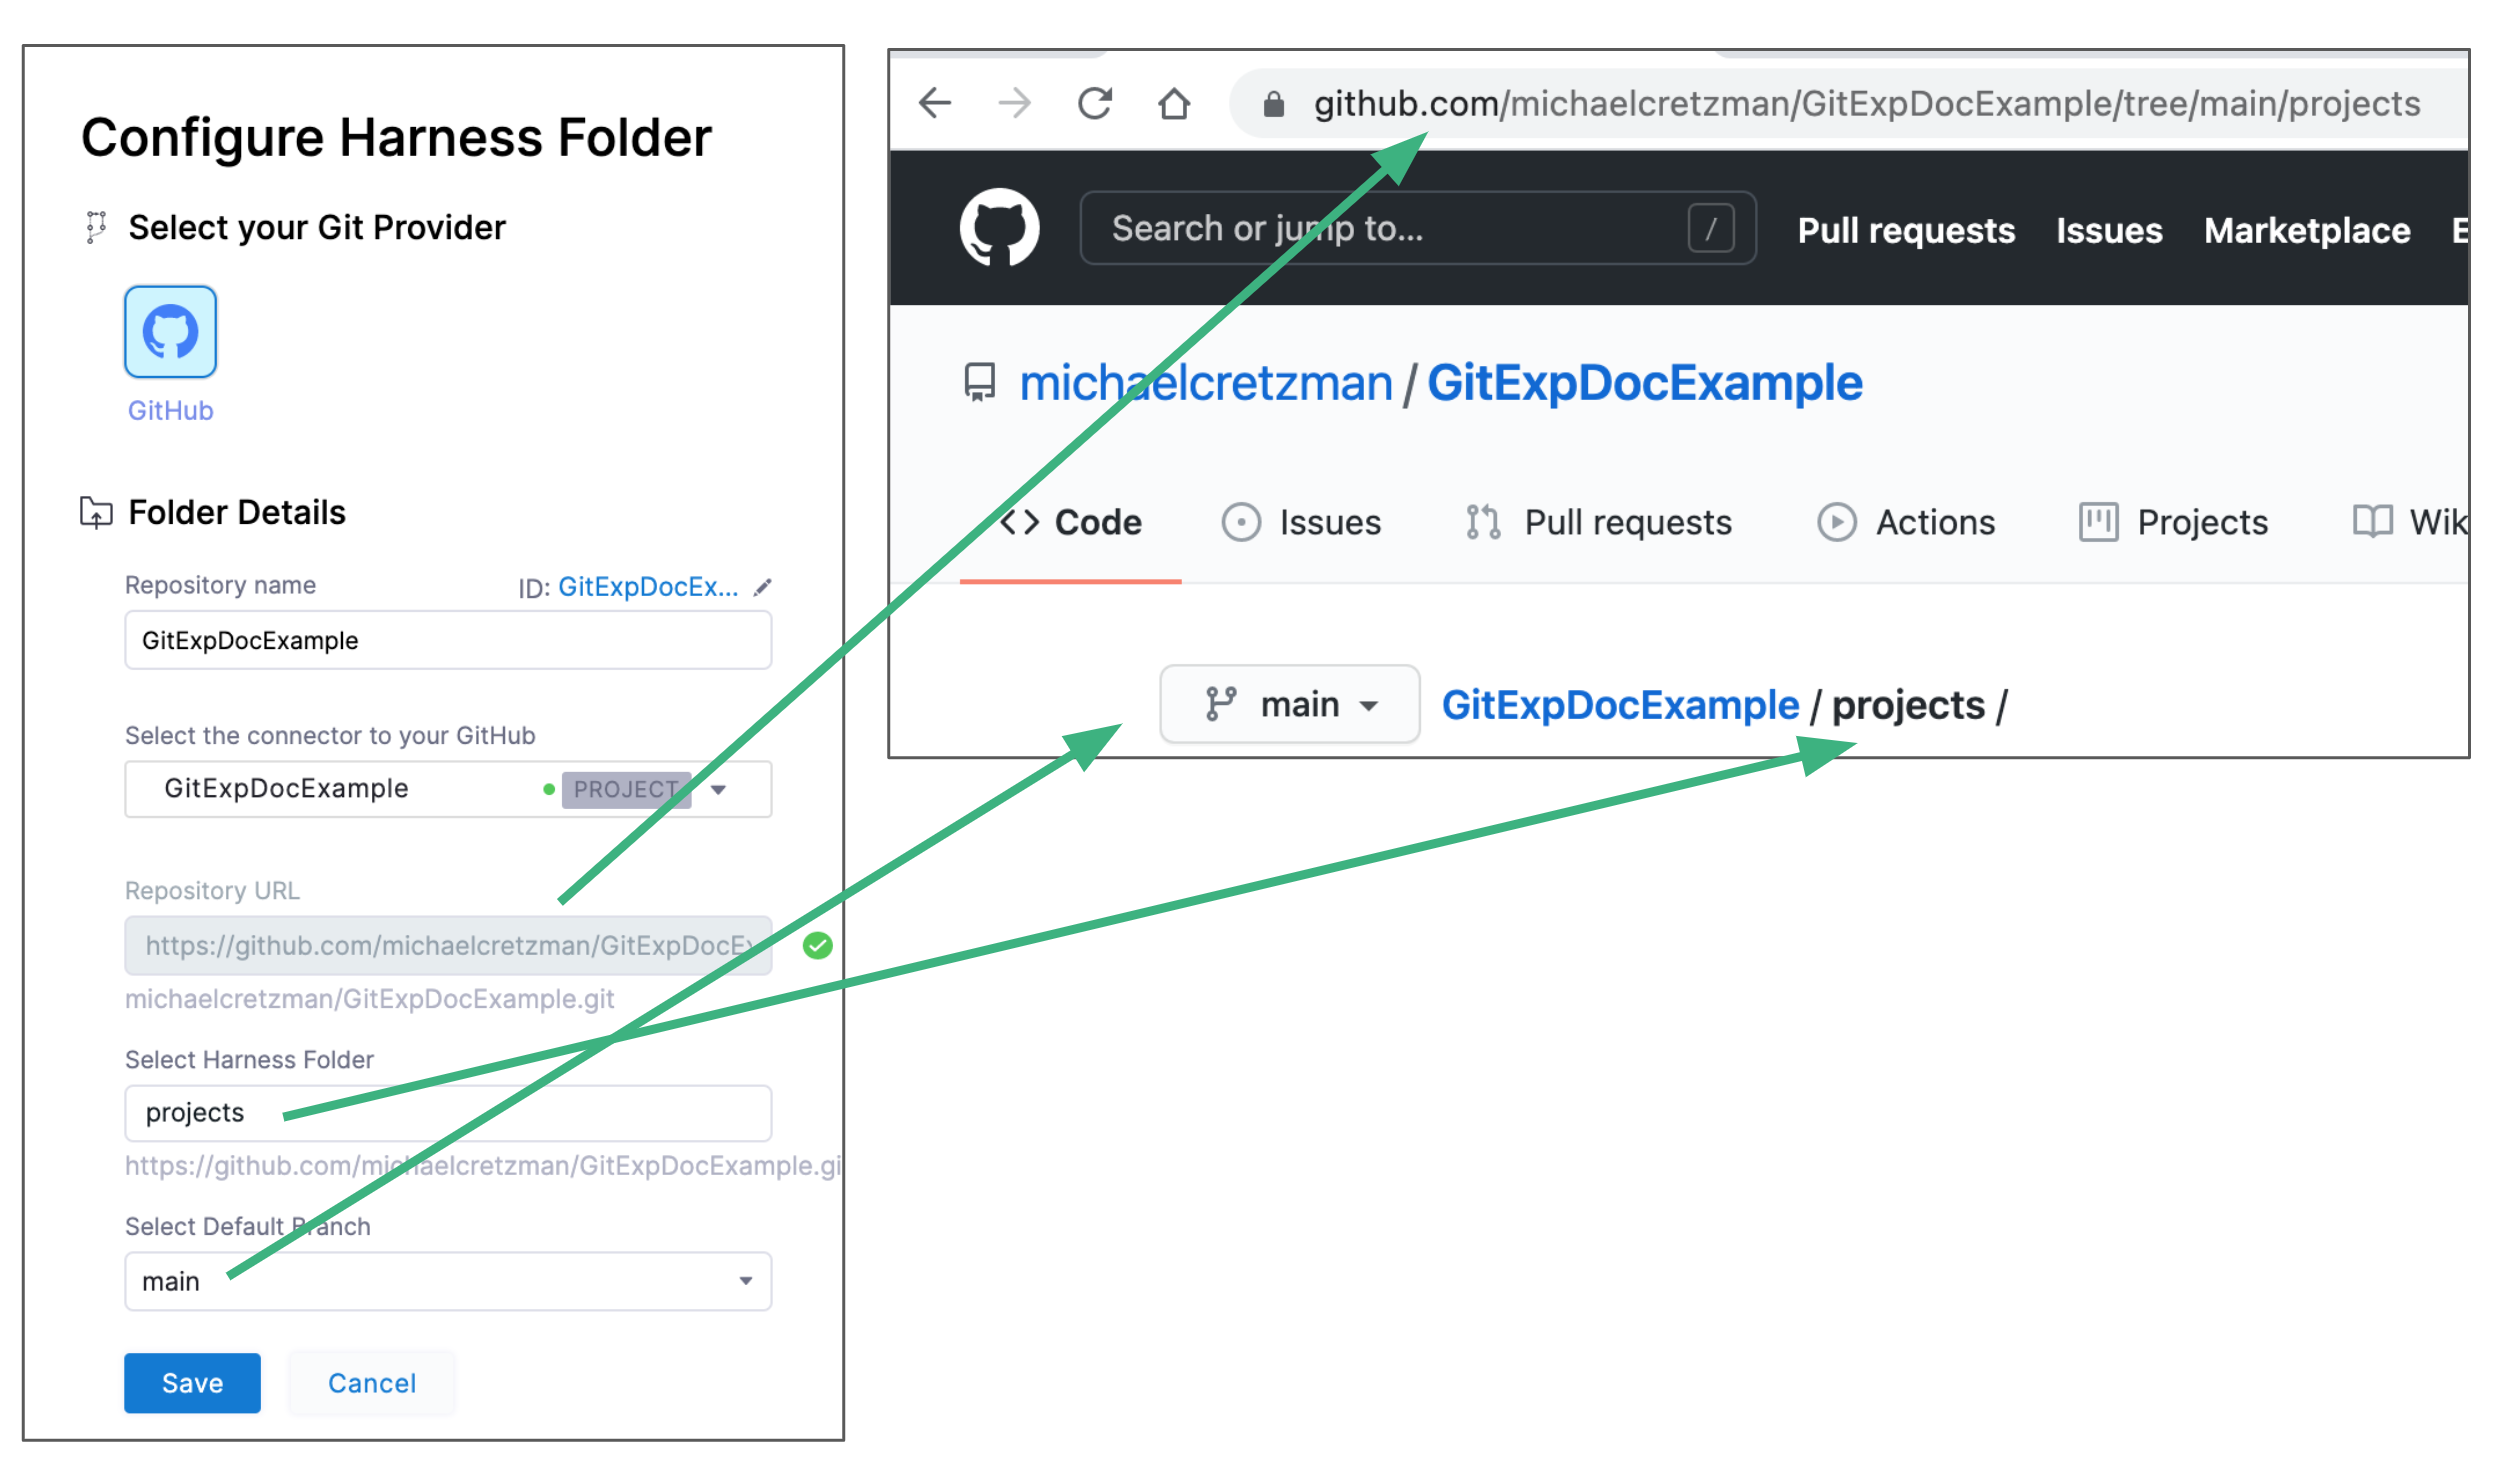 Configure Harness Folder
Select your Git Provider
GitHub
Folder Details
Repository name ID: GitExpDocEx...
GitExpDocExample
Select the connector to your GitHub
GitExpDocExample PROJECT
Repository URL
https://github.com/michaelcretzman/GitExpDocEx
michaelcretzman/GitExpDocExample.git
Select Harness Folder
projects
https://github.com/michaelcretzman/GitExpDocExample.gi
Select Default Branch
main
Save Cancel
github.com/michaelcretzman/GitExpDocExample/tree/main/projects
Search or jump to... /
Pull requests Issues Marketplace E
michaelcretzman / GitExpDocExample
Code Issues Pull requests Actions Projects Wik
main GitExpDocExample / projects /